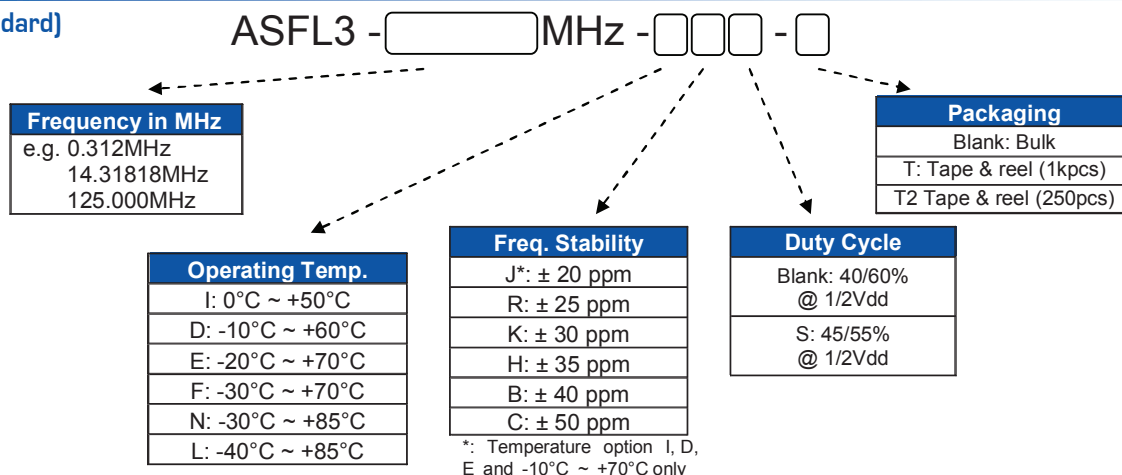 dard)
ASFL3 - MHz - -
Frequency in MHz
e.g. 0.312MHz
14.31818MHz
125.000MHz
Packaging
Blank: Bulk
T: Tape & reel (1kpcs)
T2 Tape & reel (250pcs)
Operating Temp.
I: 0°C ~ +50°C
D: -10°C ~ +60°C
E: -20°C ~ +70°C
F: -30°C ~ +70°C
N: -30°C ~ +85°C
L: -40°C ~ +85°C
Freq. Stability
J*: ± 20 ppm
R: ± 25 ppm
K: ± 30 ppm
H: ± 35 ppm
B: ± 40 ppm
C: ± 50 ppm
*: Temperature option I, D,
E and -10°C ~ +70°C only
Duty Cycle
Blank: 40/60%
@ 1/2Vdd
S: 45/55%
@ 1/2Vdd